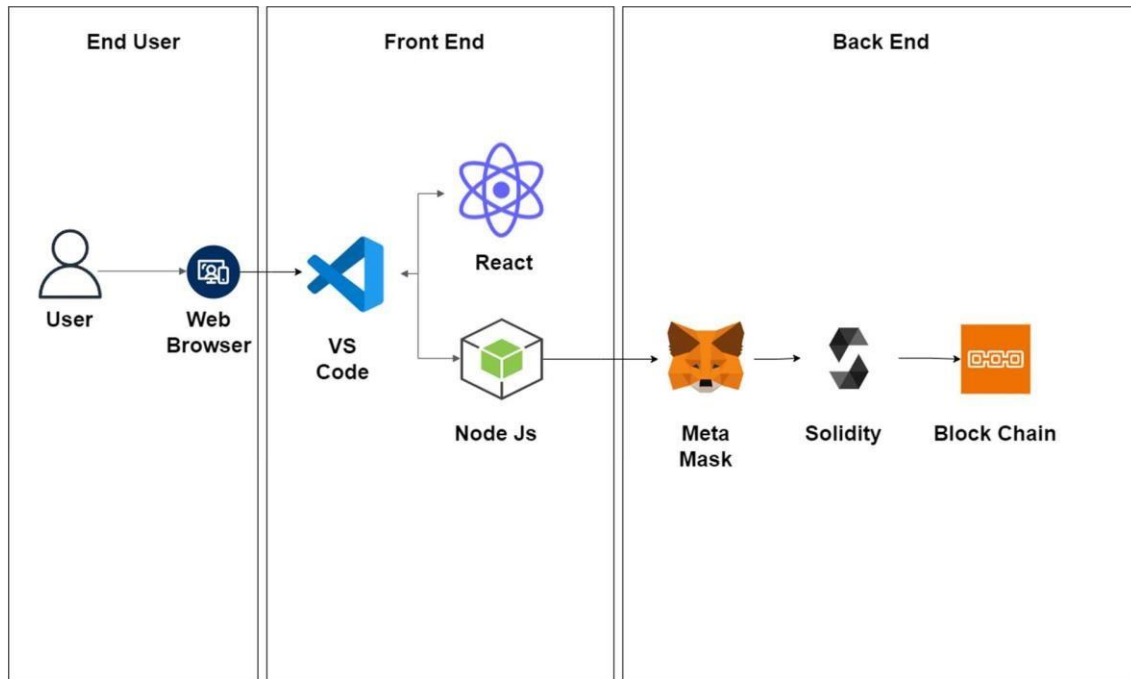 End User
Front End
Back End
React
User
Web
Browser
VS
Code
Node Js
Meta
Mask
Solidity
Block Chain